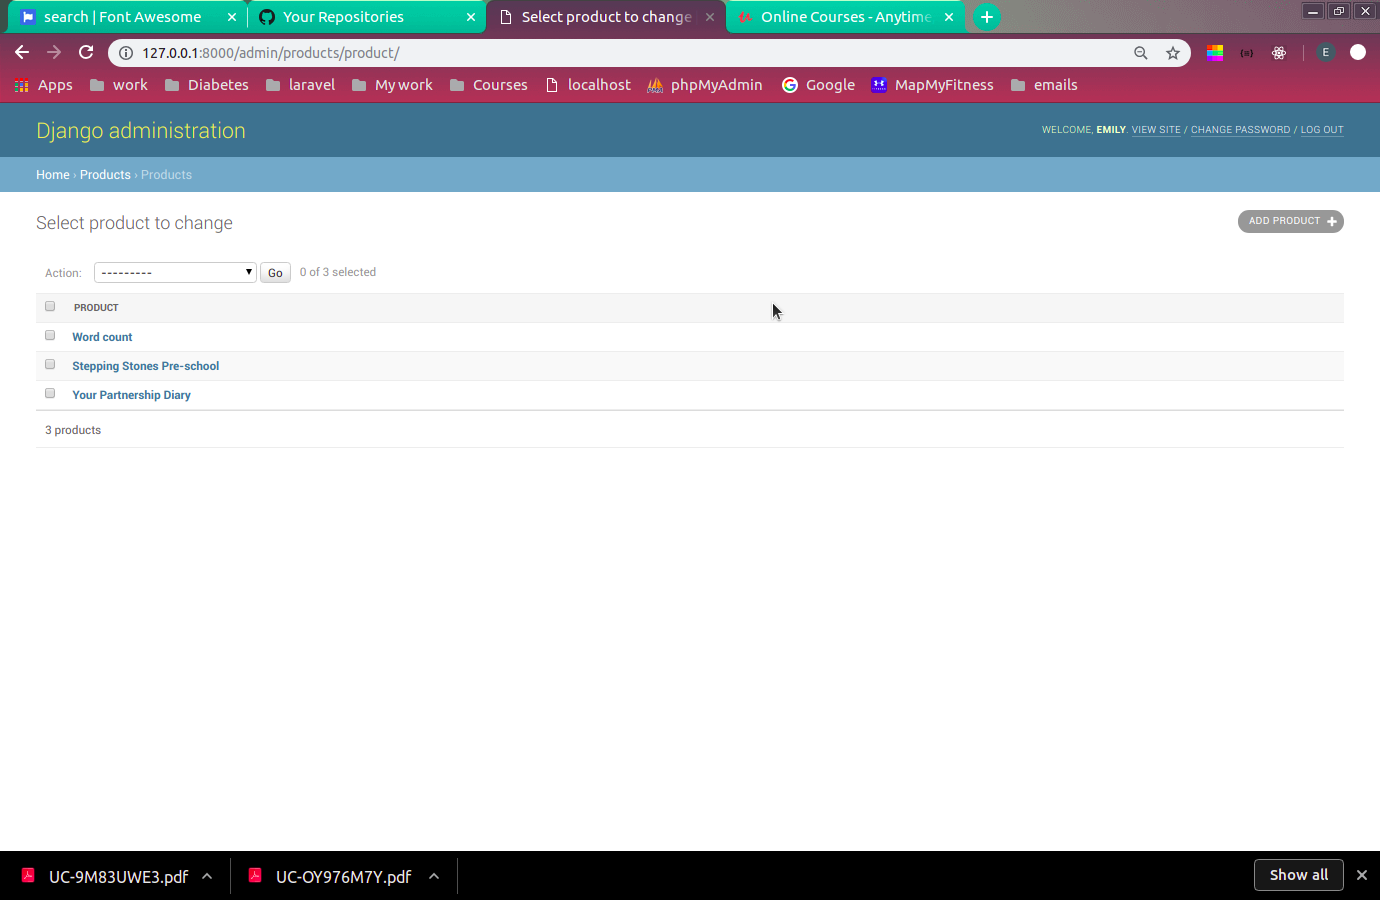 search | Font Awesome
Your Repositories
Select product to change
Online Courses - Anytime
127.0.0.1:8000/admin/products/product/
E
Apps work Diabetes laravel My work Courses localhost phpMyAdmin Google MapMyFitness emails
Django administration
WELCOME, EMILY. VIEW SITE / CHANGE PASSWORD / LOG OUT
Home › Products › Products
Select product to change
ADD PRODUCT +
Action: --------- Go 0 of 3 selected
PRODUCT
Word count
Stepping Stones Pre-school
Your Partnership Diary
3 products
UC-9M83UWE3.pdf
UC-OY976M7Y.pdf
Show all